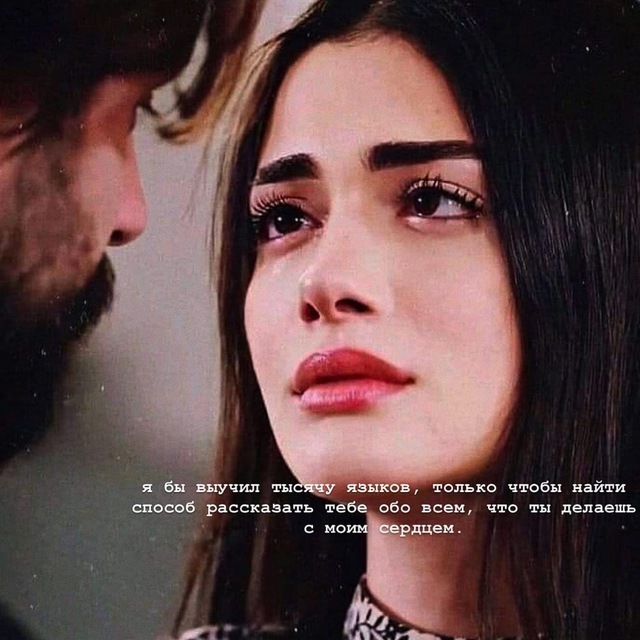 я бы выучил тысячу языков, только чтобы найти
способ рассказать тебе обо всем, что ты делаешь
с моим сердцем.